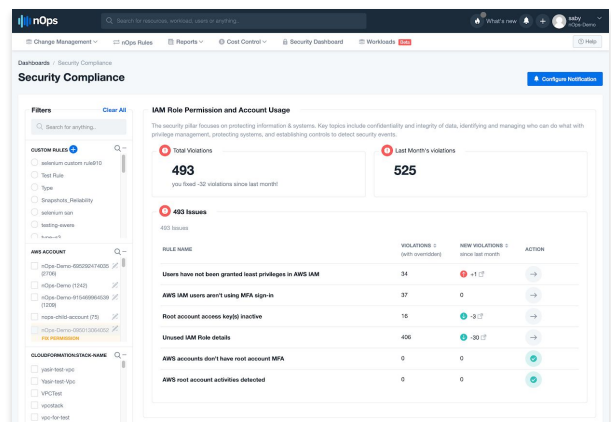 nOps
Search for resources, workload, users or anything..
What's new
saby
nOps-Demo
Change Management
nOps Rules
Reports
Cost Control
Security Dashboard
Workloads Beta
Help
Dashboards / Security Compliance
Security Compliance
Configure Notification
Filters
Clear All
Search for anything..
CUSTOM RULES
selenium custom rule910
Test Rule
Type
Snapshots, Reliability
selenium san
testing-swere
AWS ACCOUNT
nOps-Demo-695292474035
(2706)
nOps-Demo (1242)
nOps-Demo-915469964639
(1209)
nops-child-account (75)
FIX PERMISSION
CLOUDFORMATION:STACK-NAME
yasir-test-vpc
Yasir-test-Vpc
VPCTest
vpcstack
vpc-for-test
IAM Role Permission and Account Usage
The security pillar focuses on protecting information & systems. Key topics include confidentiality and integrity of data, identifying and managing who can do what with
privilege management, protecting systems, and establishing controls to detect security events.
Total Violations
493
you fixed -32 violations since last month!
Last Month's violations
525
493 Issues
493 Issues
RULE NAME
VIOLATIONS
(with overridden)
NEW VIOLATIONS
since last month
ACTION
Users have not been granted least privileges in AWS IAM
34
+1
AWS IAM users aren't using MFA sign-in
37
0
Root account access key(s) inactive
16
-3
Unused IAM Role details
406
-30
AWS accounts don't have root account MFA
0
0
AWS root account activities detected
0
0